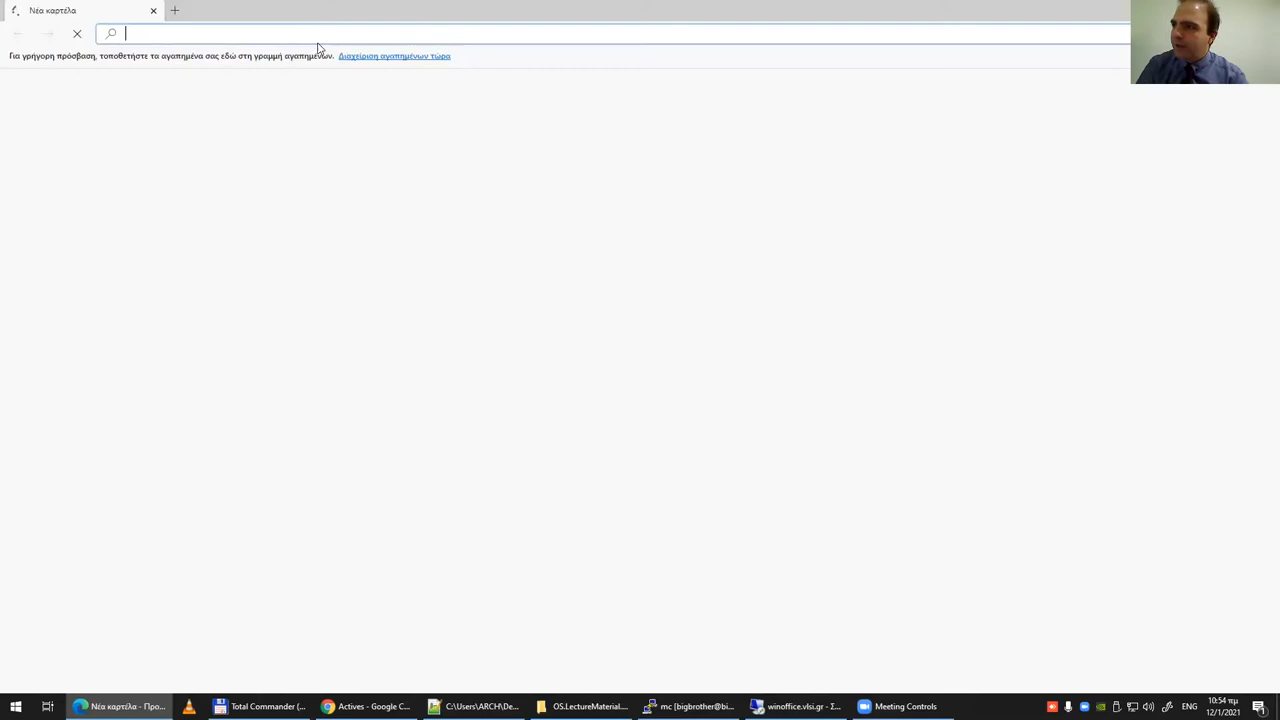 Νέα καρτέλα
Για γρήγορη πρόσβαση, τοποθετήστε τα αγαπημένα σας εδώ στη γραμμή αγαπημένων. Διαχείριση αγαπημένων τώρα
Νέα καρτέλα - Προ...
Total Commander (...
Actives - Google C...
C:\Users\ARCH\De...
OS.LectureMaterial....
mc [bigbrother@bi...
winoffice.vlsi.gr - Σ...
Meeting Controls
ENG
10:54 πμ
12/1/2021